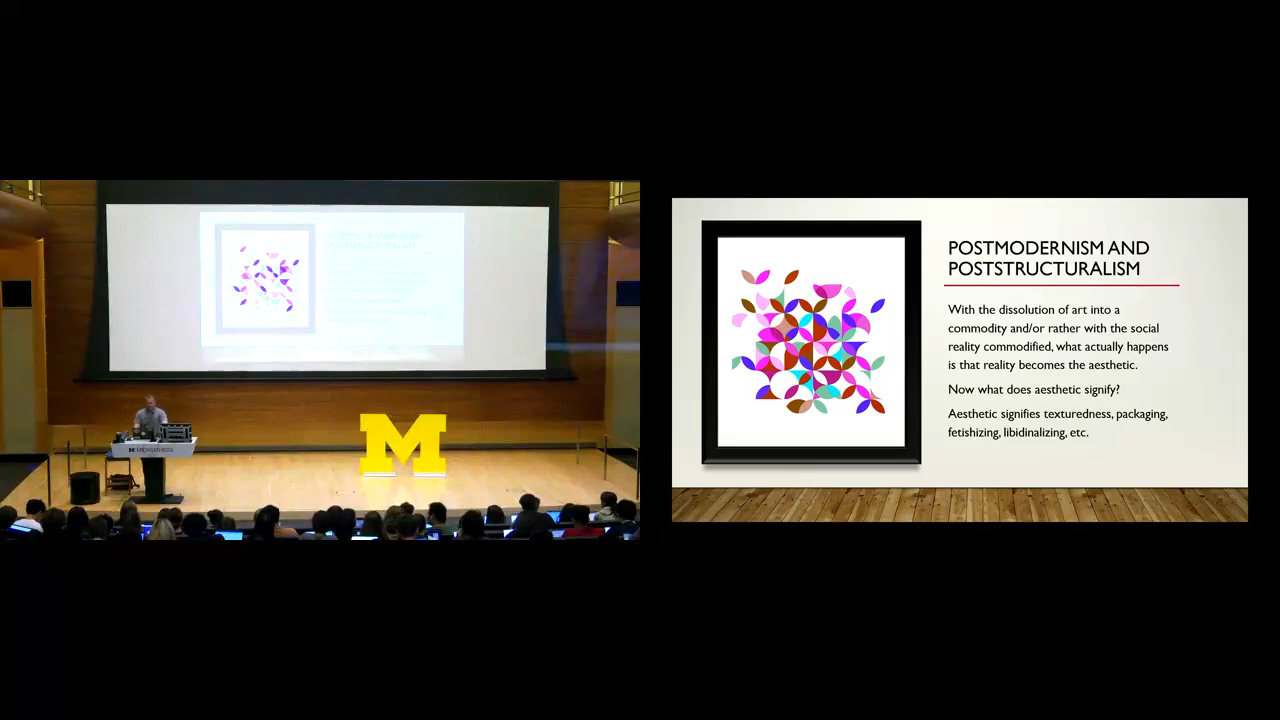 POSTMODERNISM AND
POSTSTRUCTURALISM
With the dissolution of art into a
commodity and/or rather with the social
reality commodified, what actually happens
is that reality becomes the aesthetic.
Now what does aesthetic signify?
Aesthetic signifies texturedness, packaging,
fetishizing, libidinalizing, etc.
M